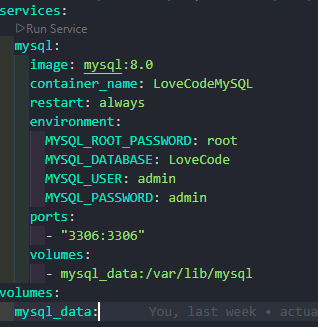 services:
▷Run Service
  mysql:
    image: mysql:8.0
    container_name: LoveCodeMySQL
    restart: always
    environment:
      MYSQL_ROOT_PASSWORD: root
      MYSQL_DATABASE: LoveCode
      MYSQL_USER: admin
      MYSQL_PASSWORD: admin
    ports:
      - "3306:3306"
    volumes:
      - mysql_data:/var/lib/mysql
volumes:
  mysql_data: You, last week • actua